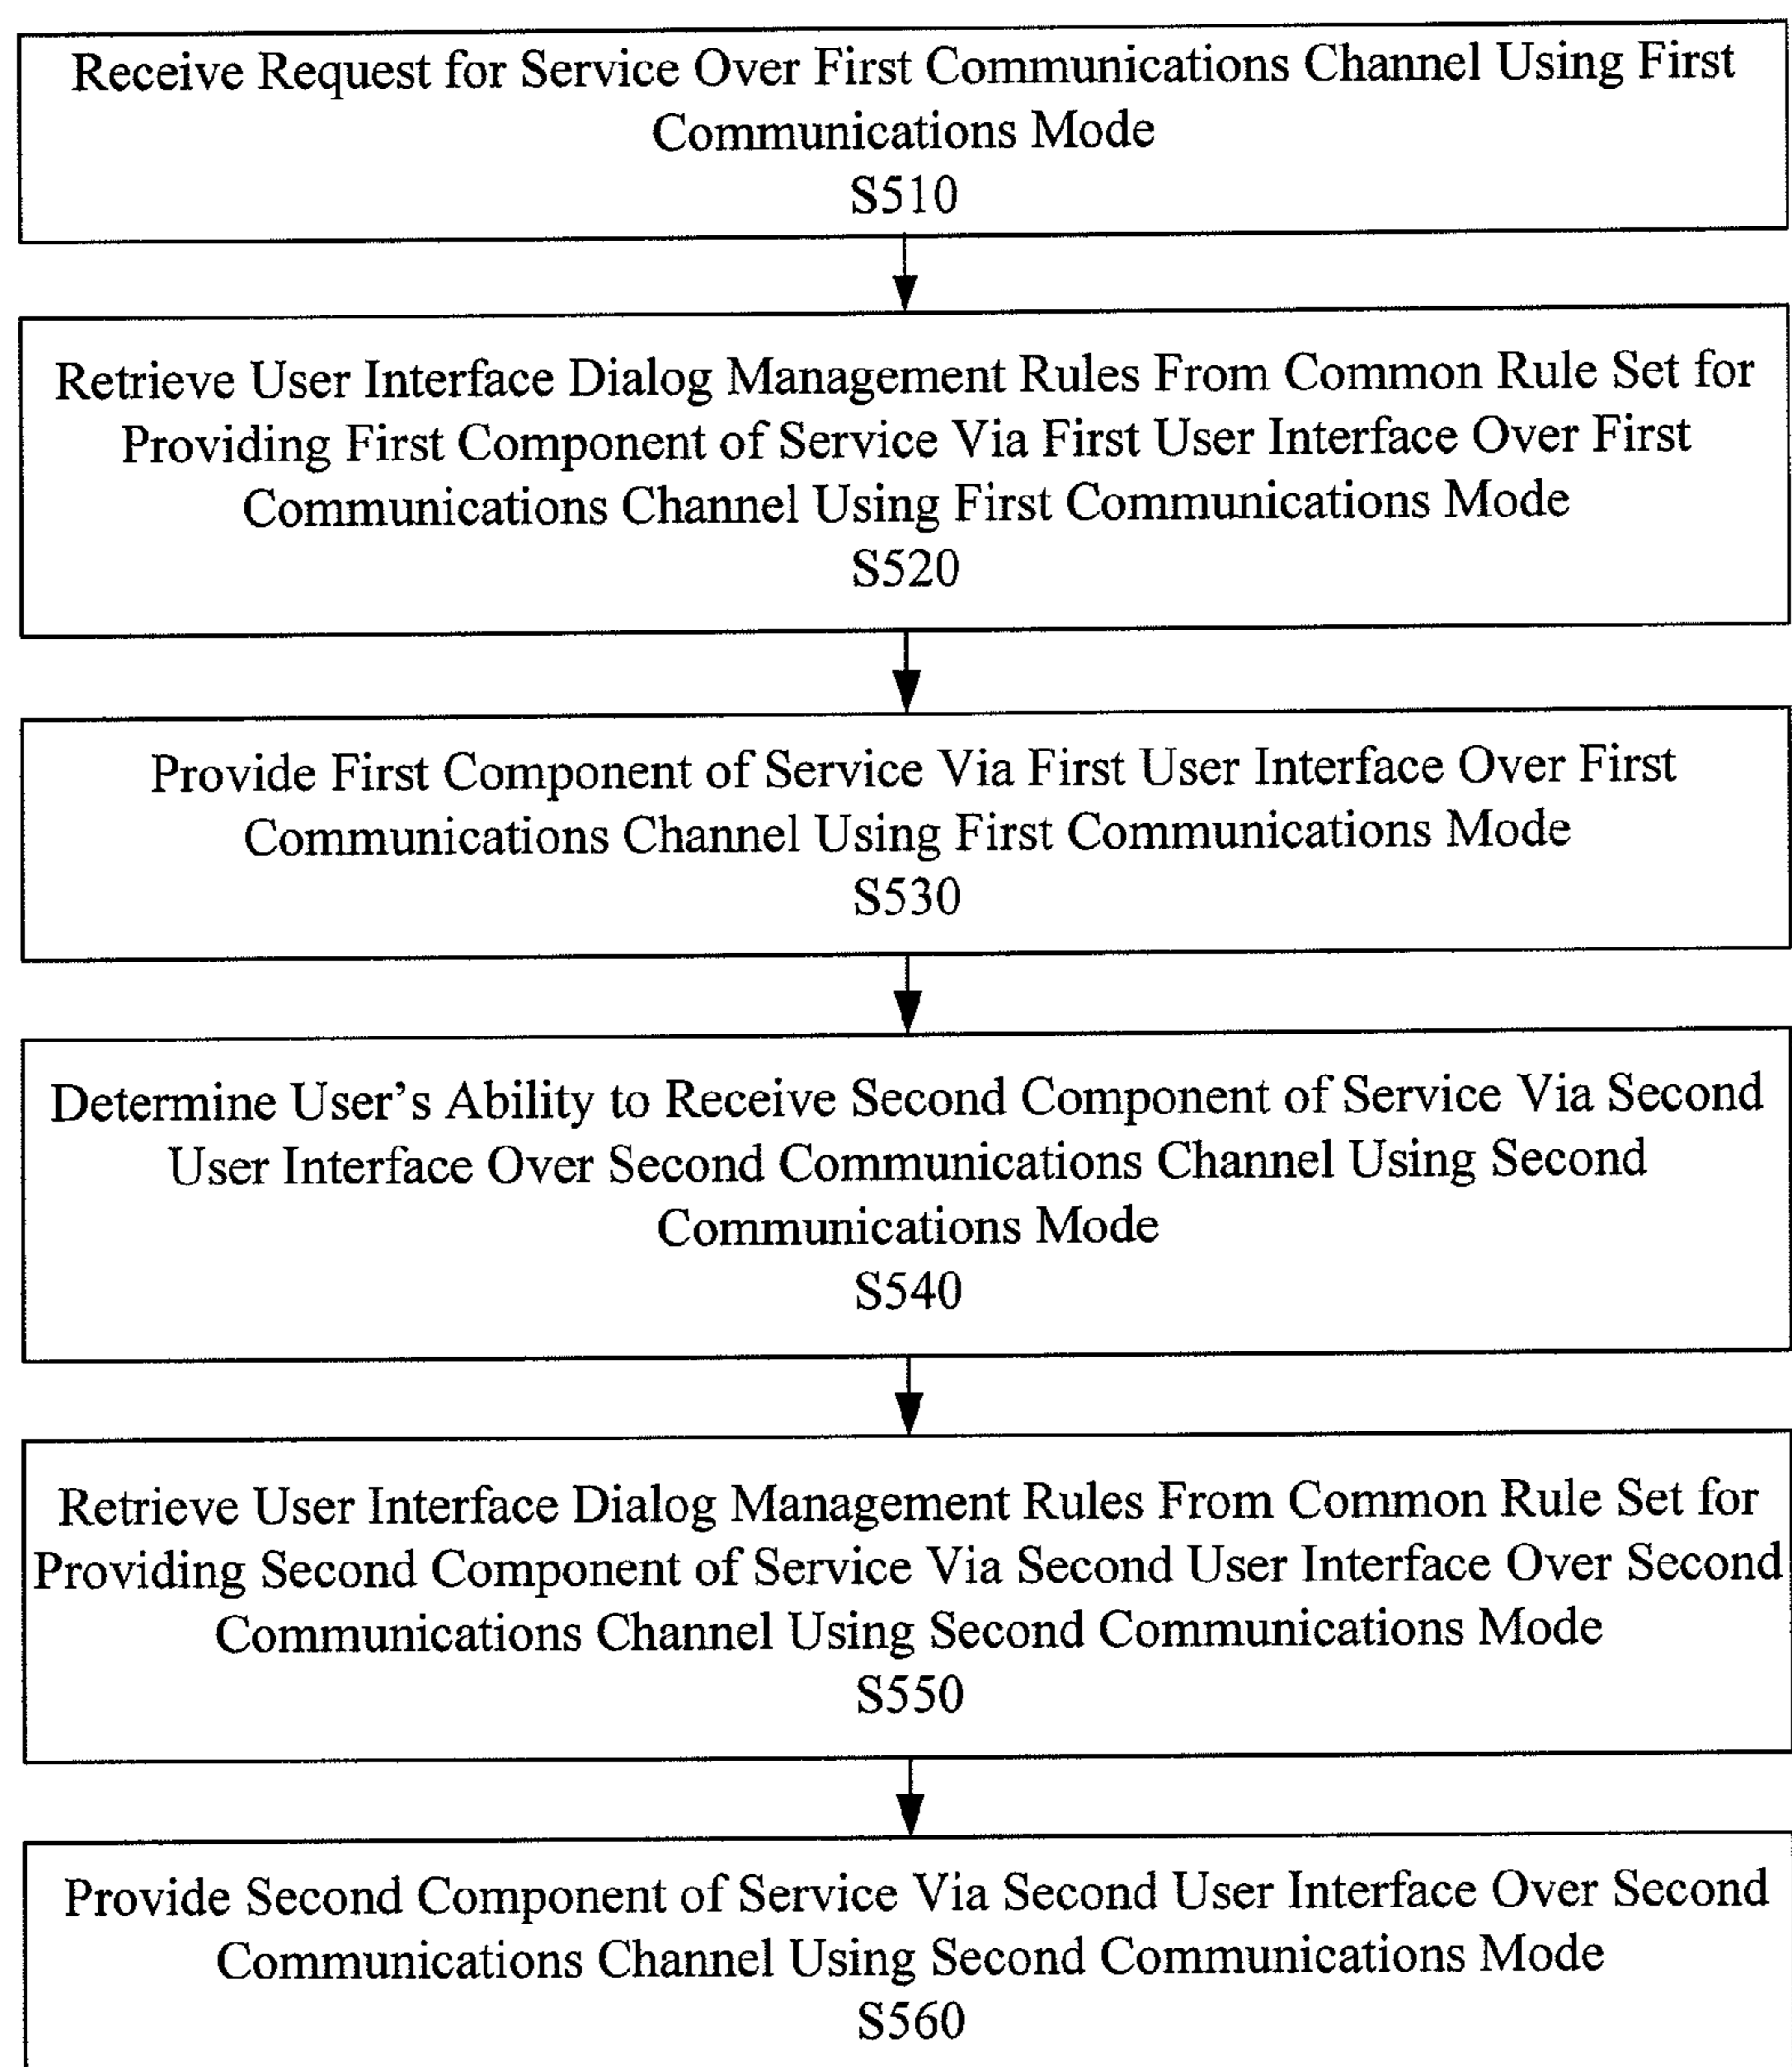 Receive Request for Service Over First Communications Channel Using First
Communications Mode
S510
Retrieve User Interface Dialog Management Rules From Common Rule Set for
Providing First Component of Service Via First User Interface Over First
Communications Channel Using First Communications Mode
S520
Provide First Component of Service Via First User Interface Over First
Communications Channel Using First Communications Mode
S530
Determine User's Ability to Receive Second Component of Service Via Second
User Interface Over Second Communications Channel Using Second
Communications Mode
S540
Retrieve User Interface Dialog Management Rules From Common Rule Set for
Providing Second Component of Service Via Second User Interface Over Second
Communications Channel Using Second Communications Mode
S550
Provide Second Component of Service Via Second User Interface Over Second
Communications Channel Using Second Communications Mode
S560